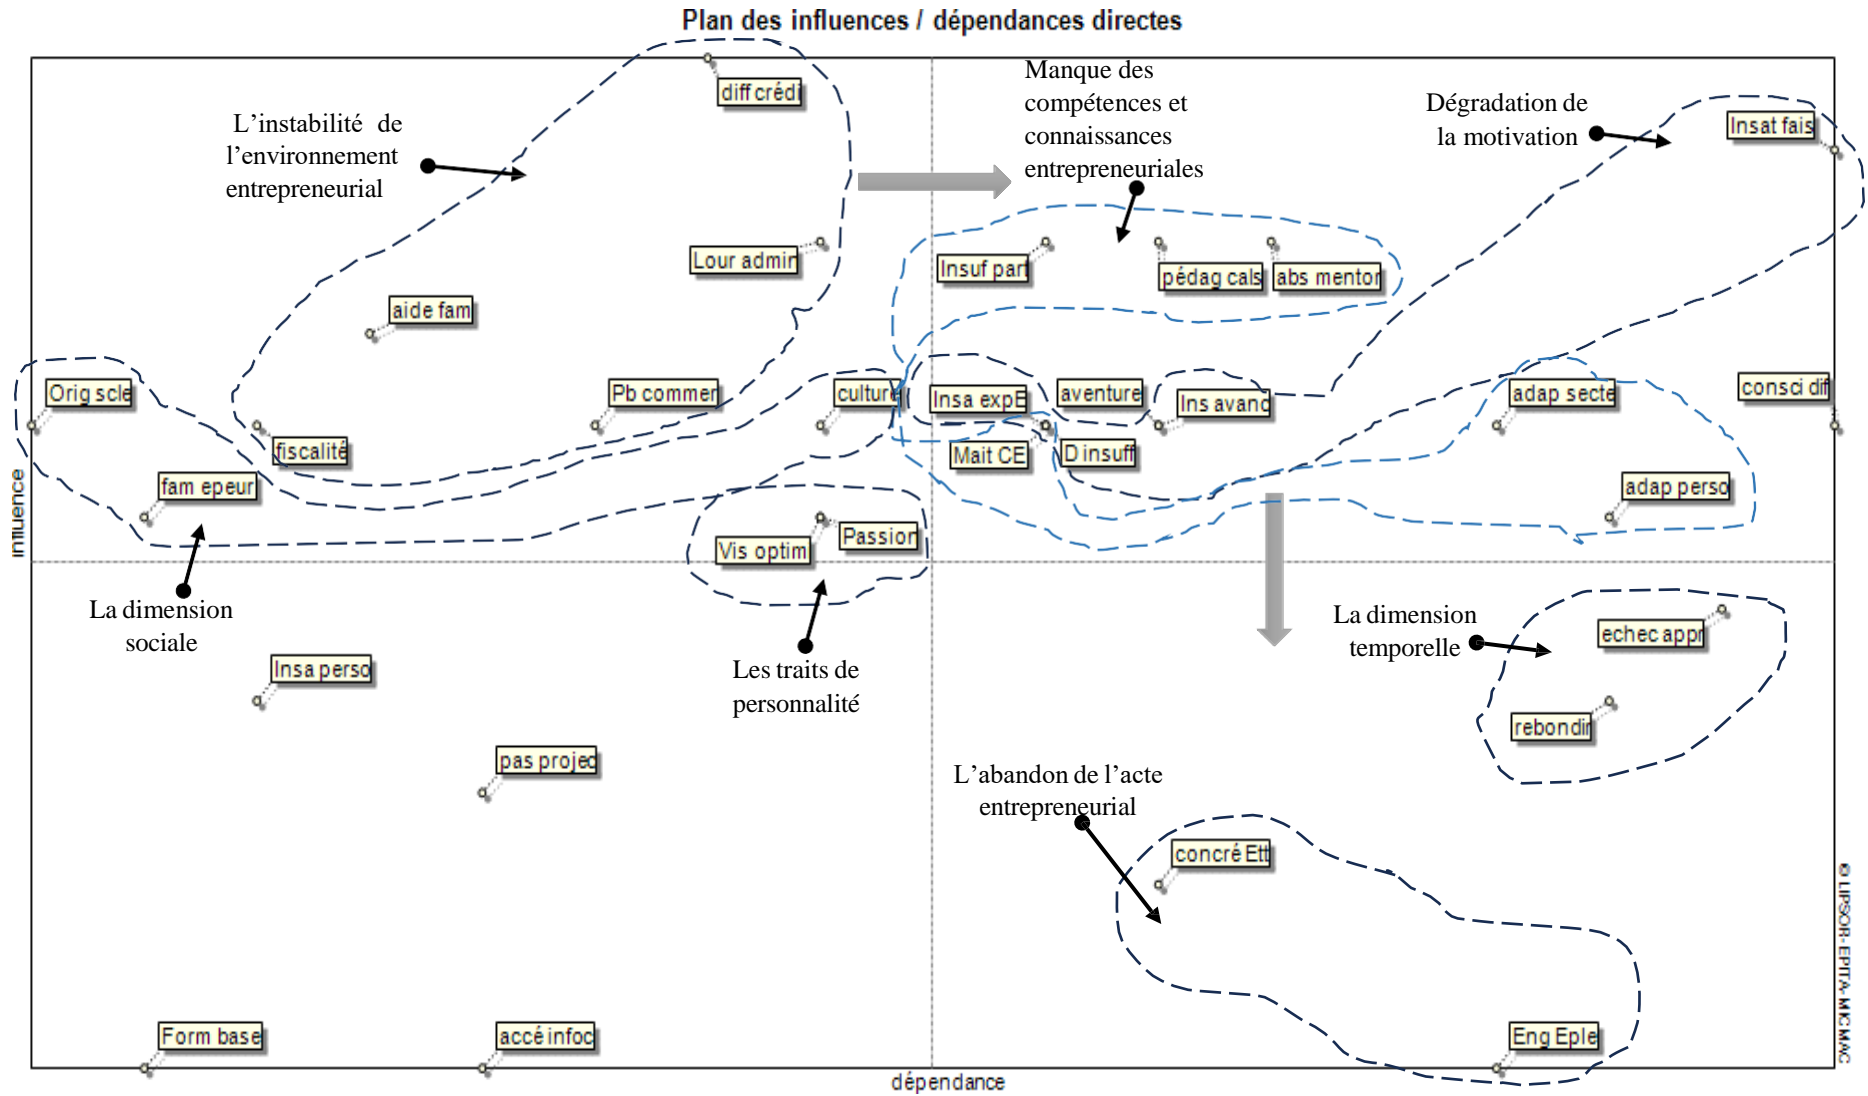 Plan des influences / dépendances directes
diff crédi
Manque des
compétences et
connaissances
entrepreneuriales
Dégradation de
la motivation
Insat fais
L'instabilité de
l'environnement
entrepreneurial
Lour admin
Insuf part
pédag cals
abs mentor
aide fam
Orig scle
Pb commer
culture
Insa expE
aventure
Ins avanc
adap secte
consci dif
fiscalité
Mait CE
D insuff
fam epeur
adap perso
influence
Vis optim
Passion
La dimension
sociale
La dimension
temporelle
echec appr
Insa perso
Les traits de
personnalité
rebondir
pas projec
L'abandon de l'acte
entrepreneurial
concré Ett
Form base
accé infoc
Eng Eple
dépendance
© LIPSOR-EPITA-MICMAC